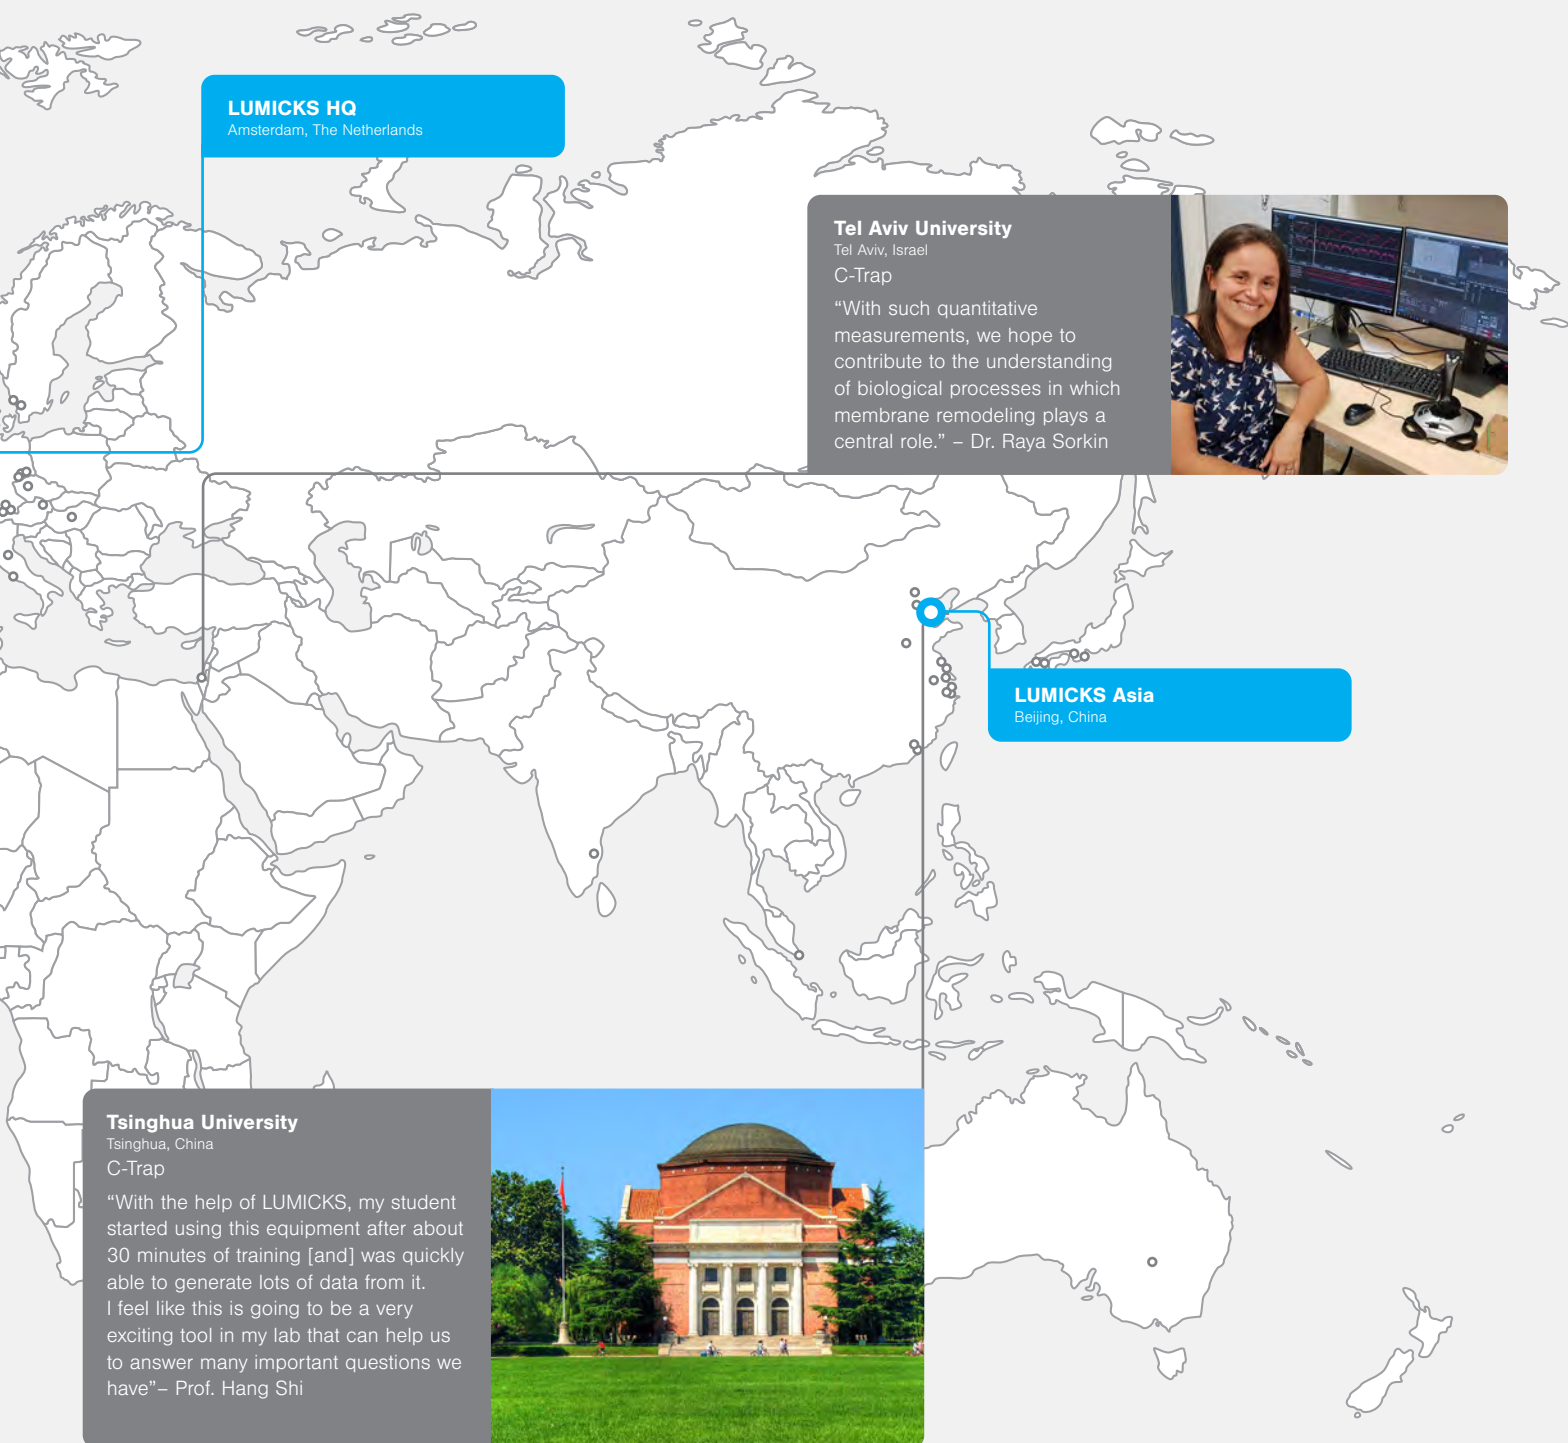 LUMICKS HQ
Amsterdam, The Netherlands
Tel Aviv University
Tel Aviv, Israel
C-Trap
“With such quantitative
measurements, we hope to
contribute to the understanding
of biological processes in which
membrane remodeling plays a
central role.” – Dr. Raya Sorkin
LUMICKS Asia
Beijing, China
Tsinghua University
Tsinghua, China
C-Trap
“With the help of LUMICKS, my student
started using this equipment after about
30 minutes of training [and] was quickly
able to generate lots of data from it.
I feel like this is going to be a very
exciting tool in my lab that can help us
to answer many important questions we
have”– Prof. Hang Shi